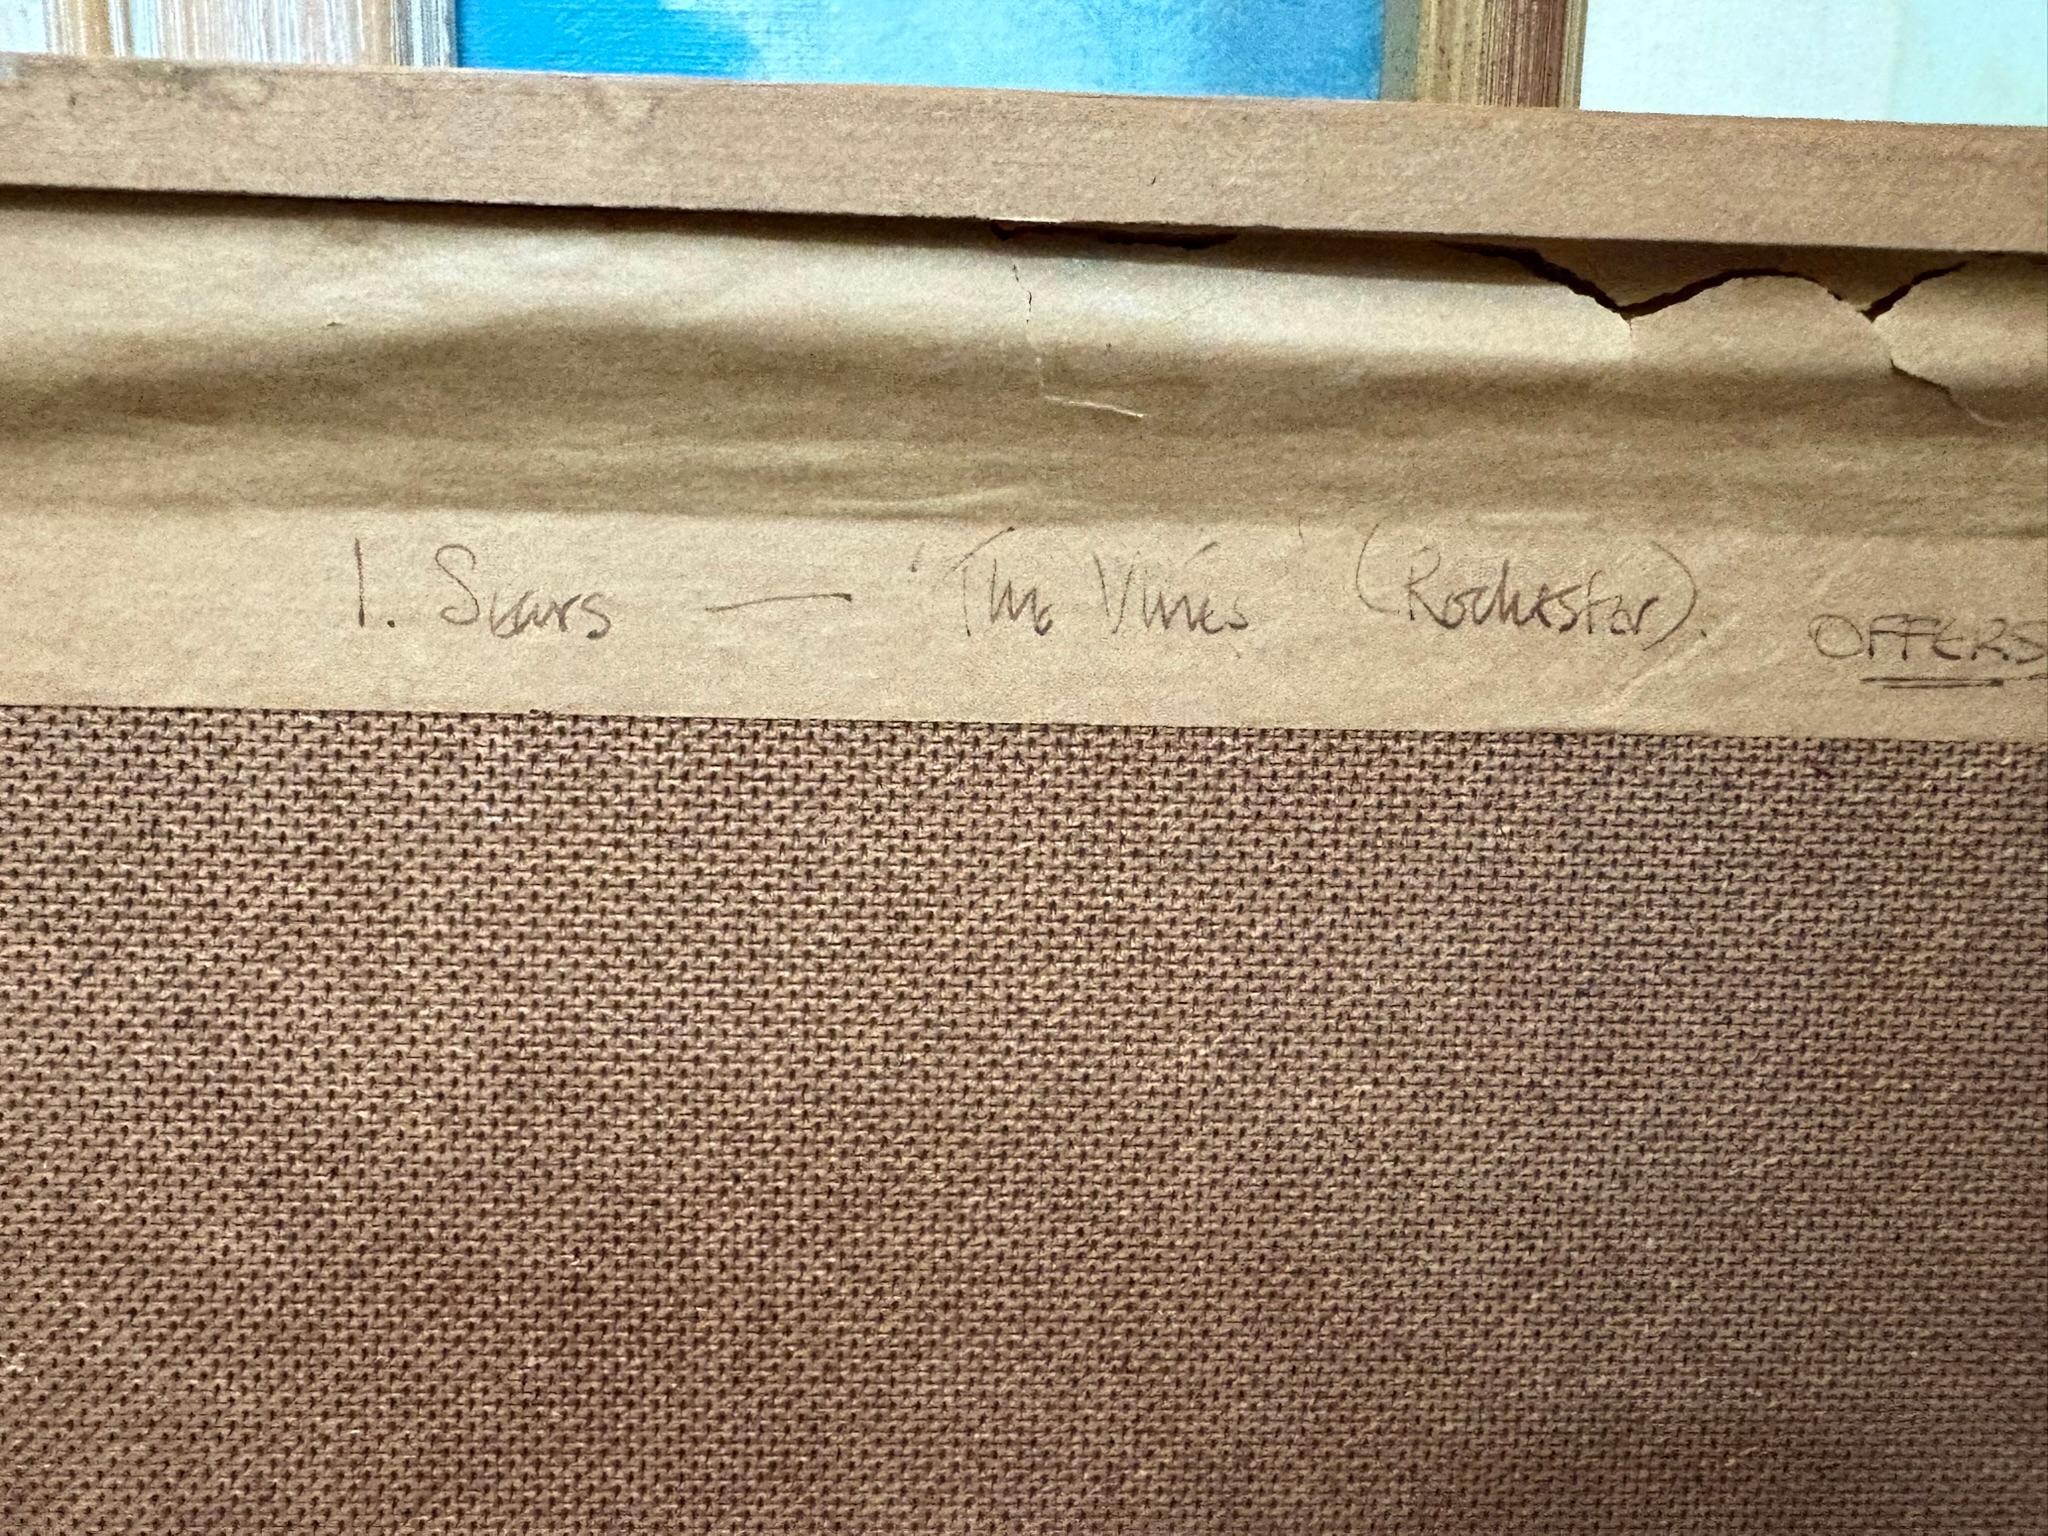 I. Sears — 'The Vines' (Rochester). OFFERS